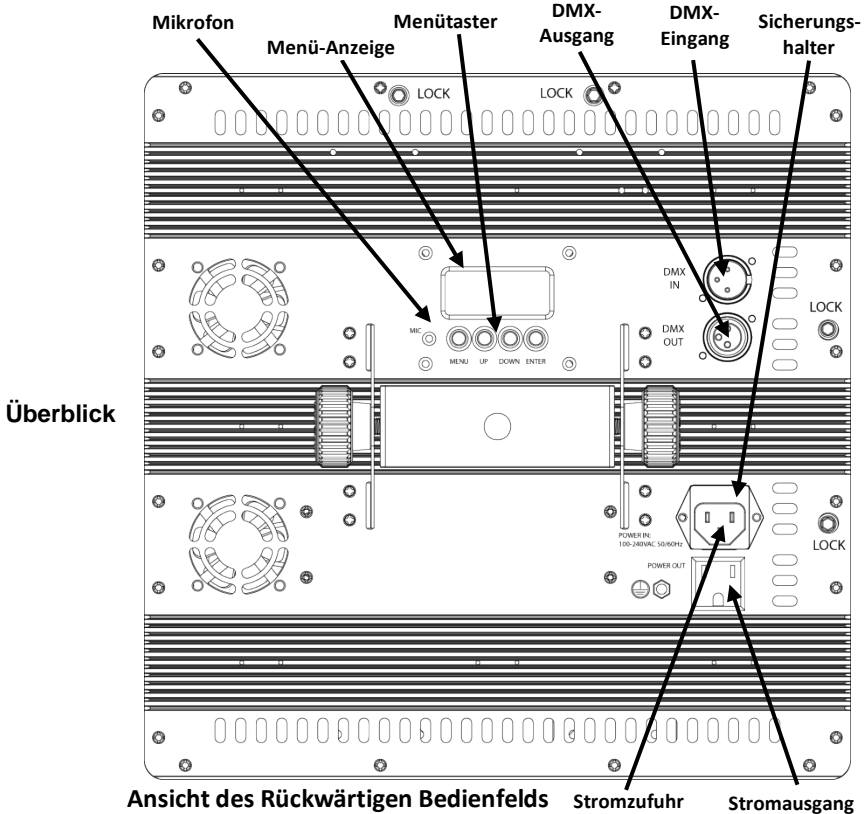 Mikrofon
Menü-Anzeige
Menütaster
DMX-
Ausgang
DMX-
Eingang
Sicherungs-
halter
LOCK
LOCK
DMX
IN
LOCK
DMX
OUT
MIC
MENU UP DOWN ENTER
Überblick
POWER IN:
100-240VAC 50/60Hz
LOCK
POWER OUT
Ansicht des Rückwärtigen Bedienfelds
Stromzufuhr
Stromausgang